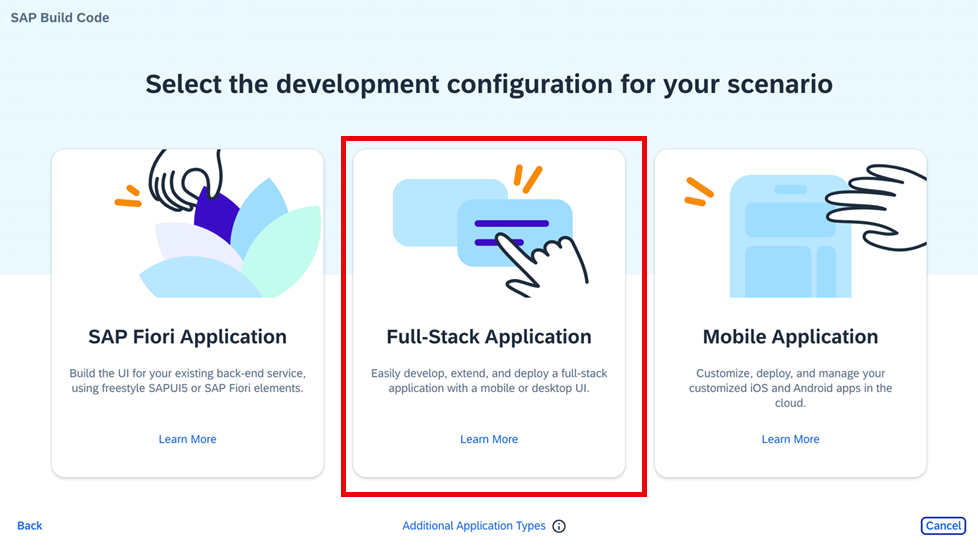 SAP Build Code
Select the development configuration for your scenario
SAP Fiori Application
Build the UI for your existing back-end service,
using freestyle SAPUI5 or SAP Fiori elements.
Learn More
Full-Stack Application
Easily develop, extend, and deploy a full-stack
application with a mobile or desktop UI.
Learn More
Mobile Application
Customize, deploy, and manage your
customized iOS and Android apps in the
cloud.
Learn More
Back
Additional Application Types
Cancel